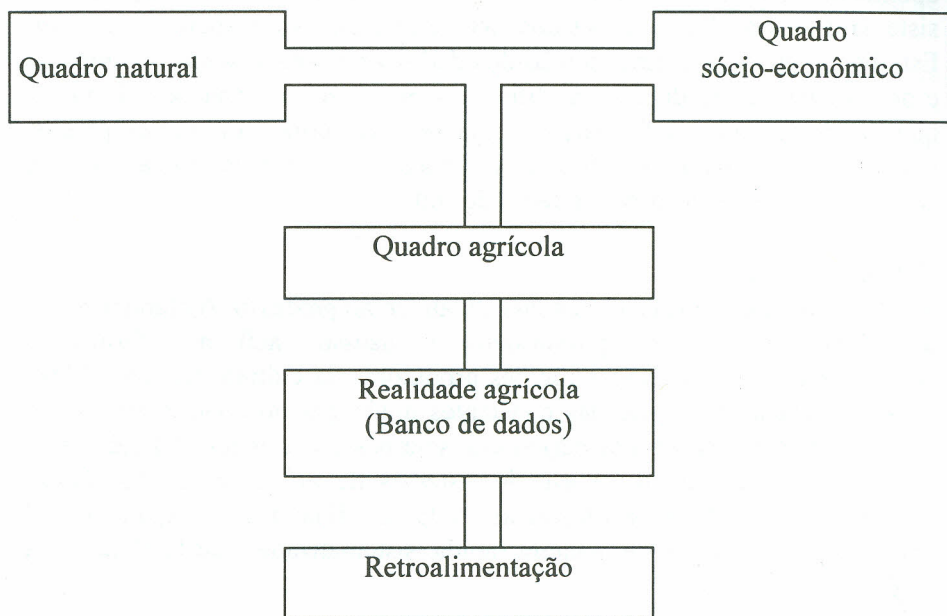 Quadro natural
Quadro
sócio-econômico
Quadro agrícola
Realidade agrícola
(Banco de dados)
Retroalimentação